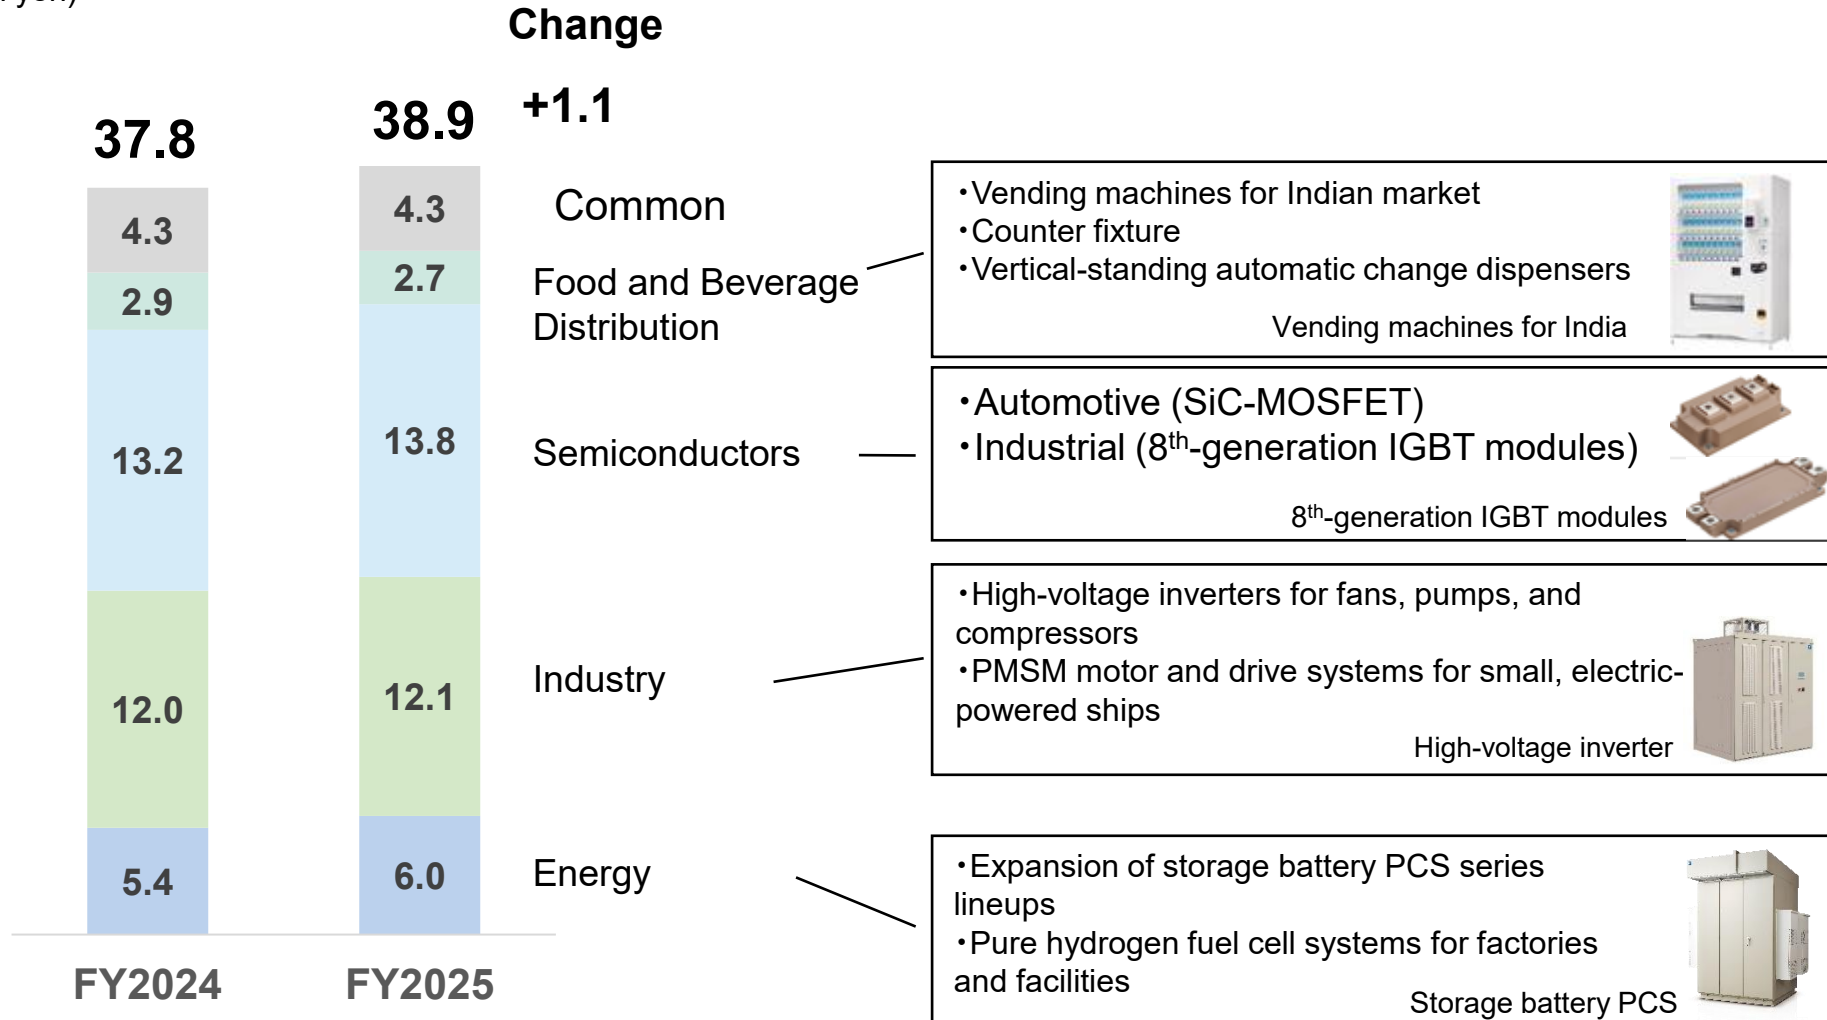 yen)
Change
+1.1
37.8
38.9
4.3
2.9
13.2
12.0
5.4
4.3
2.7
13.8
12.1
6.0
FY2024
FY2025
Common
Food and Beverage
Distribution
Semiconductors
Industry
Energy
・Vending machines for Indian market
・Counter fixture
・Vertical-standing automatic change dispensers
Vending machines for India
・Automotive (SiC-MOSFET)
・Industrial (8th-generation IGBT modules)
8th-generation IGBT modules
・High-voltage inverters for fans, pumps, and
compressors
・PMSM motor and drive systems for small, electric-
powered ships
High-voltage inverter
・Expansion of storage battery PCS series
lineups
・Pure hydrogen fuel cell systems for factories
and facilities
Storage battery PCS